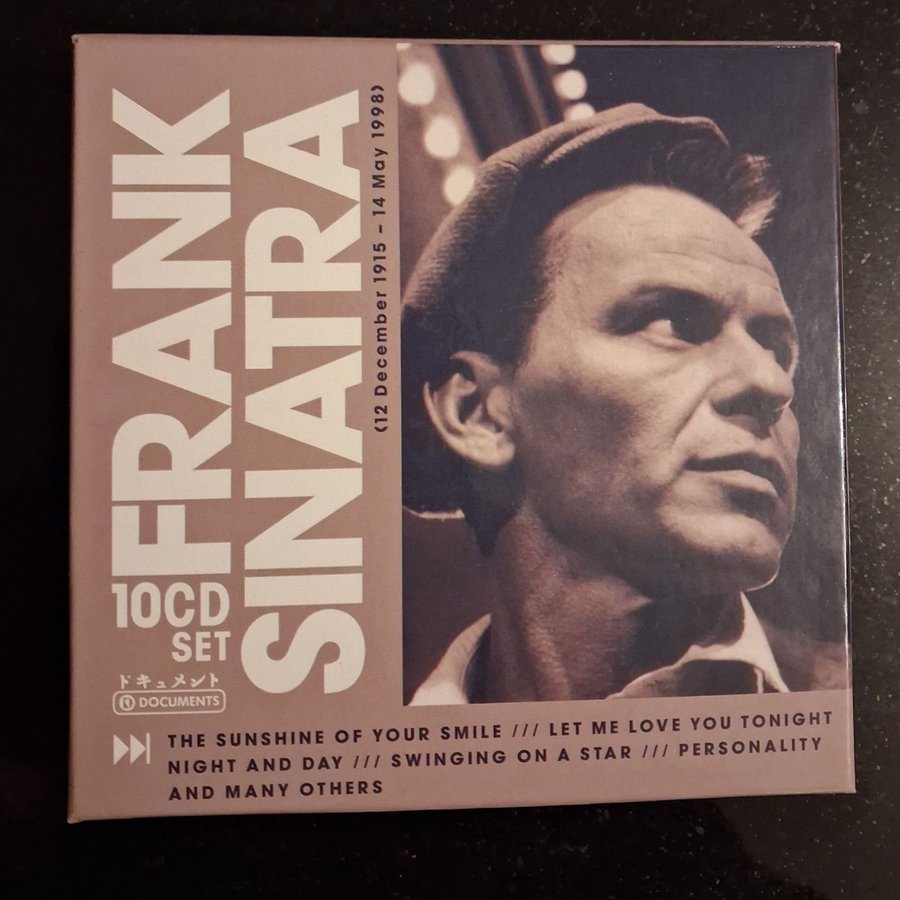 FRANK
SINATRA
(12 December 1915 – 14 May 1998)
10CD
SET
ドキュメント
DOCUMENTS
THE SUNSHINE OF YOUR SMILE /// LET ME LOVE YOU TONIGHT
NIGHT AND DAY /// SWINGING ON A STAR /// PERSONALITY
AND MANY OTHERS